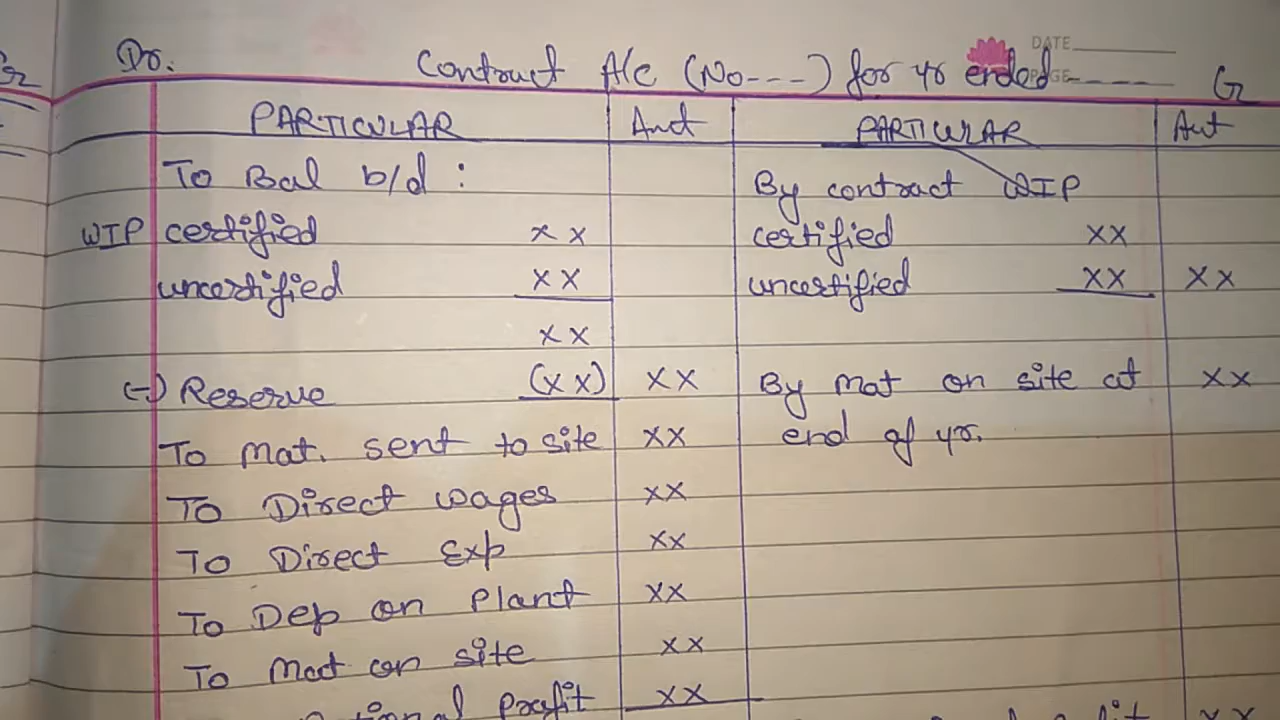 DATE
Dr. Contract A/c (No---) for yr ended------ Cr
PAGE
PARTICULAR Amt PARTICULAR Amt
To Bal b/d : By contract WIP
WIP certified xx certified xx
uncertified xx uncertified xx xx
xx
(-) Reserve (xx) xx By mat on site at xx
To mat. sent to site xx end of yr.
To Direct wages xx
To Direct Exp xx
To Dep on Plant xx
To Mat on site xx
Profit xx
xx